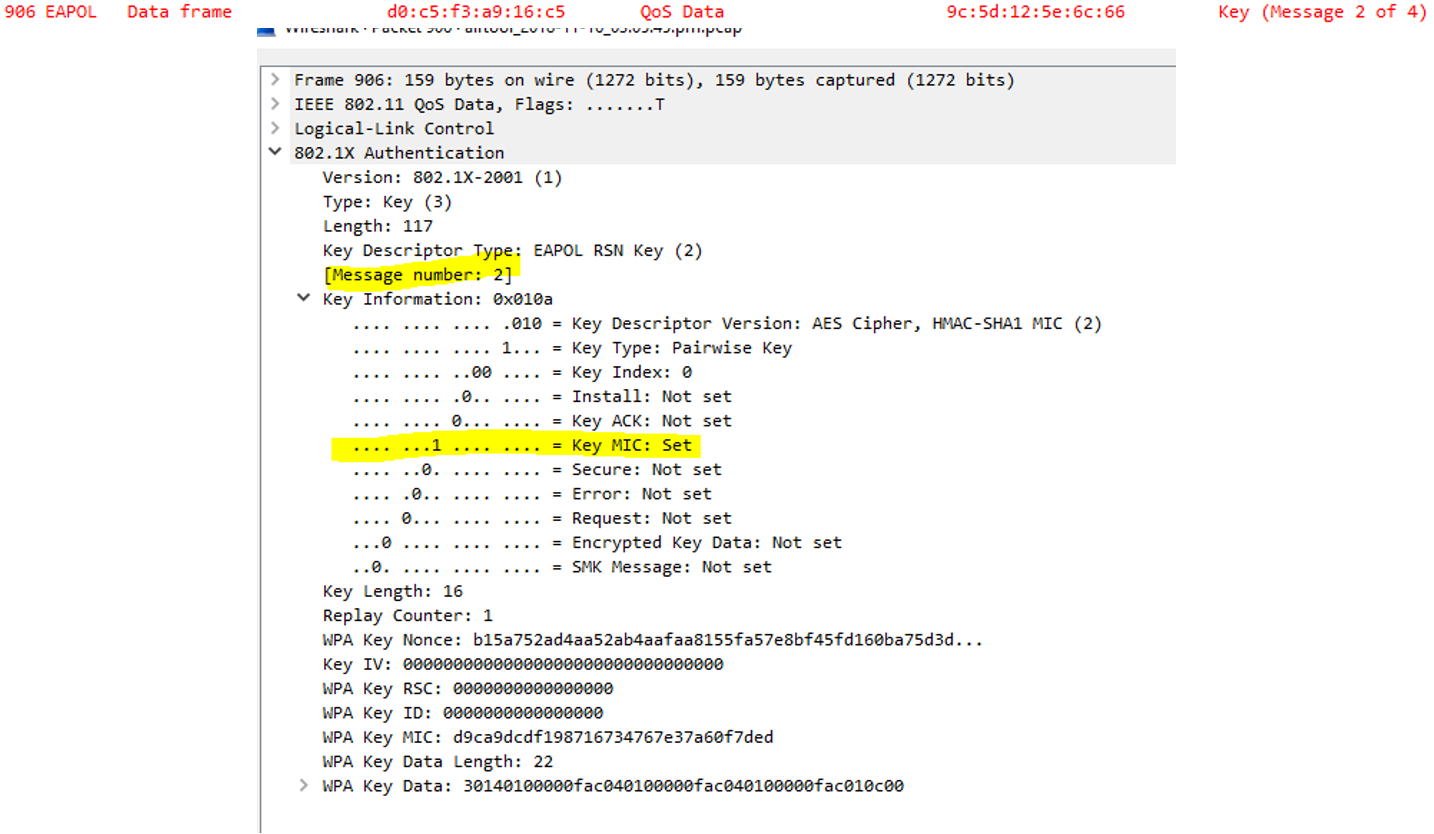 906 EAPOL Data frame d0:c5:f3:a9:16:c5 QoS Data 9c:5d:12:5e:6c:66 Key (Message 2 of 4)
Wireshark · Packet 906 ·
Frame 906: 159 bytes on wire (1272 bits), 159 bytes captured (1272 bits)
IEEE 802.11 QoS Data, Flags: .......T
Logical-Link Control
802.1X Authentication
Version: 802.1X-2001 (1)
Type: Key (3)
Length: 117
Key Descriptor Type: EAPOL RSN Key (2)
[Message number: 2]
Key Information: 0x010a
.... .... .... .010 = Key Descriptor Version: AES Cipher, HMAC-SHA1 MIC (2)
.... .... .... 1... = Key Type: Pairwise Key
.... .... ..00 .... = Key Index: 0
.... .... .0.. .... = Install: Not set
.... .... 0... .... = Key ACK: Not set
.... ...1 .... .... = Key MIC: Set
.... ..0. .... .... = Secure: Not set
.... .0.. .... .... = Error: Not set
.... 0... .... .... = Request: Not set
...0 .... .... .... = Encrypted Key Data: Not set
..0. .... .... .... = SMK Message: Not set
Key Length: 16
Replay Counter: 1
WPA Key Nonce: b15a752ad4aa52ab4aafaa8155fa57e8bf45fd160ba75d3d...
Key IV: 00000000000000000000000000000000
WPA Key RSC: 0000000000000000
WPA Key ID: 0000000000000000
WPA Key MIC: d9ca9dcdf198716734767e37a60f7ded
WPA Key Data Length: 22
WPA Key Data: 30140100000fac040100000fac040100000fac010c00